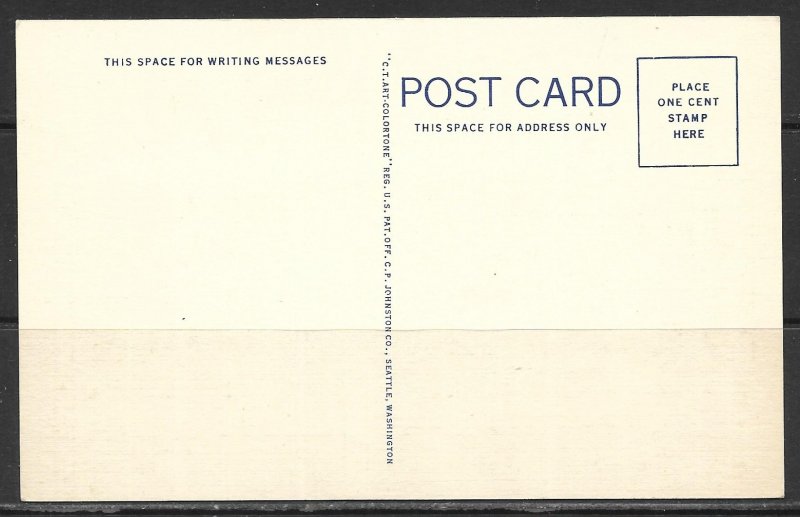 THIS SPACE FOR WRITING MESSAGES
"C.T.ART-COLORTONE" REG. U.S. PAT. OFF. C.P. JOHNSTON CO., SEATTLE, WASHINGTON
POST CARD
THIS SPACE FOR ADDRESS ONLY
PLACE
ONE CENT
STAMP
HERE